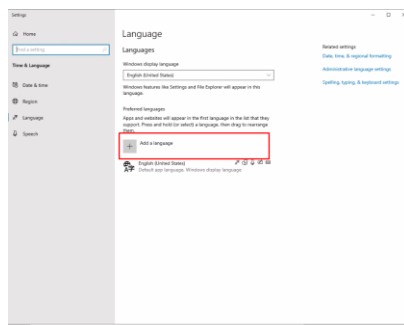 Settings
Home
Find a setting
Time & Language
Date & time
Region
Language
Speech
Language
Languages
Windows display language
English (United States)
Windows features like Settings and File Explorer will appear in this
language.
Preferred languages
Apps and websites will appear in the first language in the list that they
support. Press and hold (or select) a language, then drag to rearrange
them.
Add a language
English (United States)
Default app language, Windows display language
Related settings
Date, time, & regional formatting
Administrative language settings
Spelling, typing, & keyboard settings